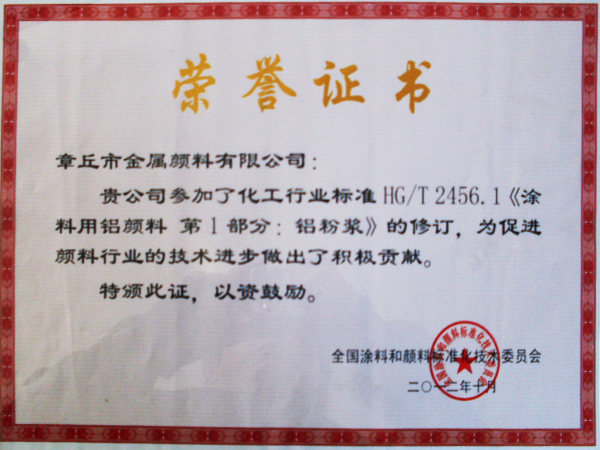 荣誉证书
章丘市金属颜料有限公司：
贵公司参加了化工行业标准 HG/T 2456.1《涂
料用铝颜料 第1部分：铝粉浆》的修订，为促进
颜料行业的技术进步做出了积极贡献。
特颁此证，以资鼓励。
全国涂料和颜料标准化技术委员会
二〇一二年十月